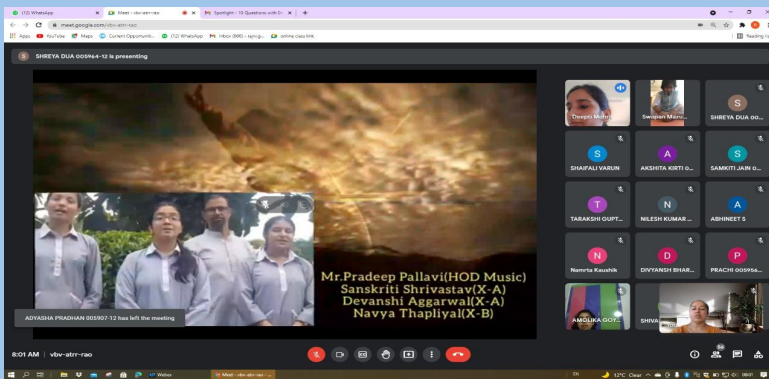 (12) WhatsApp
Meet - vbv-atrr-rao
Spotlight - 10 Questions with Dr
meet.google.com/vbv-atrr-rao
Apps
YouTube
Maps
Current Opportuniti...
(12) WhatsApp
online class link
S SHREYA DUA 005964-12 is presenting
Mr.Pradeep Pallavi(HOD Music)
Sanskriti Shrivastav(X-A)
Devanshi Aggarwal(X-A)
Navya Thapliyal(X-B)
ADYASHA PRADHAN 005907-12 has left the meeting
S
SHREYA DUA 00...
S
SHAIFALI VARUN
A
AKSHITA KIRTI 0...
S
SAMKITI JAIN 0...
T
TARAKSHI GUPT...
N
NILESH KUMAR ...
A
ABHINEET S
N
Namrta Kaushik
D
DIVYANSH BHAR...
P
PRACHI 005956...
AMOLIKA GOY...
SHIVA
8:01 AM | vbv-atrr-rao
Webex
Meet - vbv-atrr-rao - ...
EN
12°C Clear